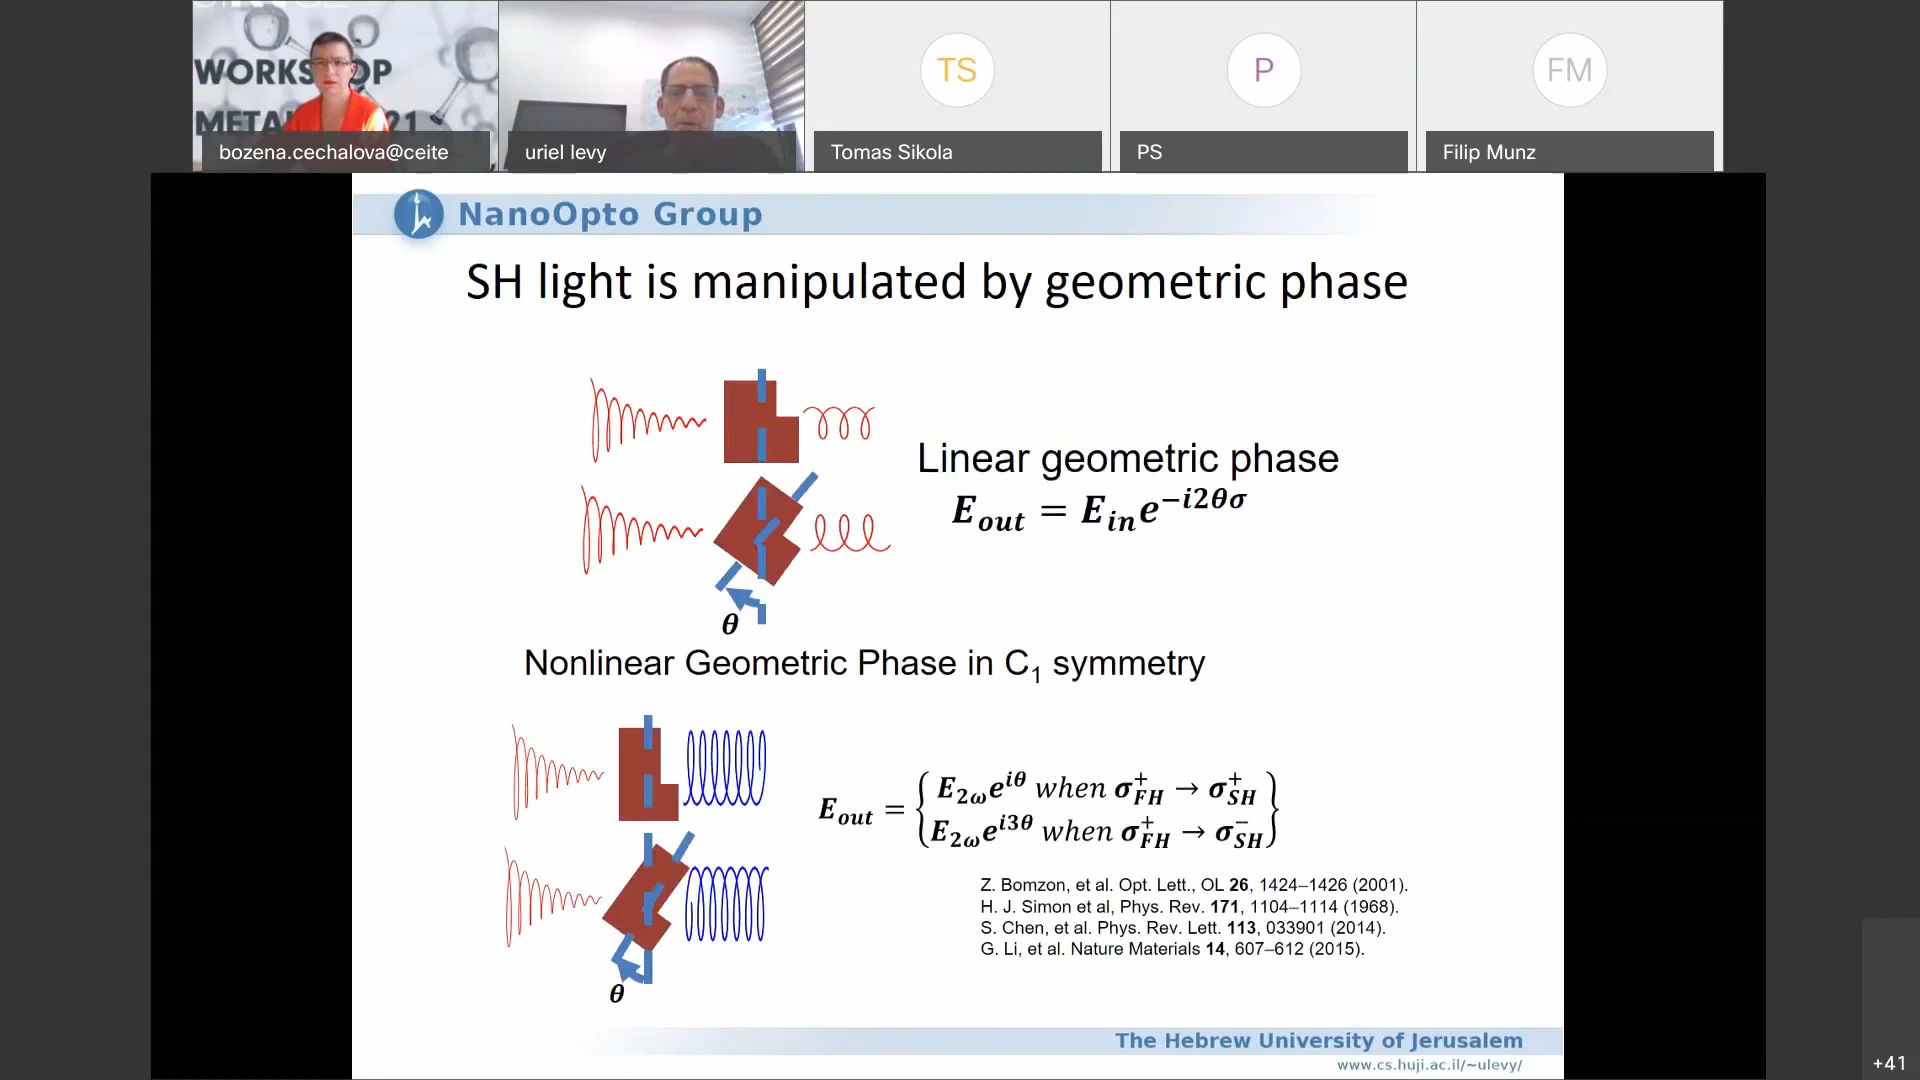 WORKSHOP
bozena.cechalova@ceite
uriel levy
TS
Tomas Sikola
P
PS
FM
Filip Munz
NanoOpto Group
SH light is manipulated by geometric phase
Linear geometric phase
E_out = E_in e^{-i2θσ}
θ
Nonlinear Geometric Phase in C₁ symmetry
E_out = { E_{2ω}e^{iθ} when σ⁺_FH → σ⁺_SH
E_{2ω}e^{i3θ} when σ⁺_FH → σ⁻_SH }
Z. Bomzon, et al. Opt. Lett., OL 26, 1424–1426 (2001).
H. J. Simon et al, Phys. Rev. 171, 1104–1114 (1968).
S. Chen, et al. Phys. Rev. Lett. 113, 033901 (2014).
G. Li, et al. Nature Materials 14, 607–612 (2015).
θ
The Hebrew University of Jerusalem
www.cs.huji.ac.il/~ulevy/
+41